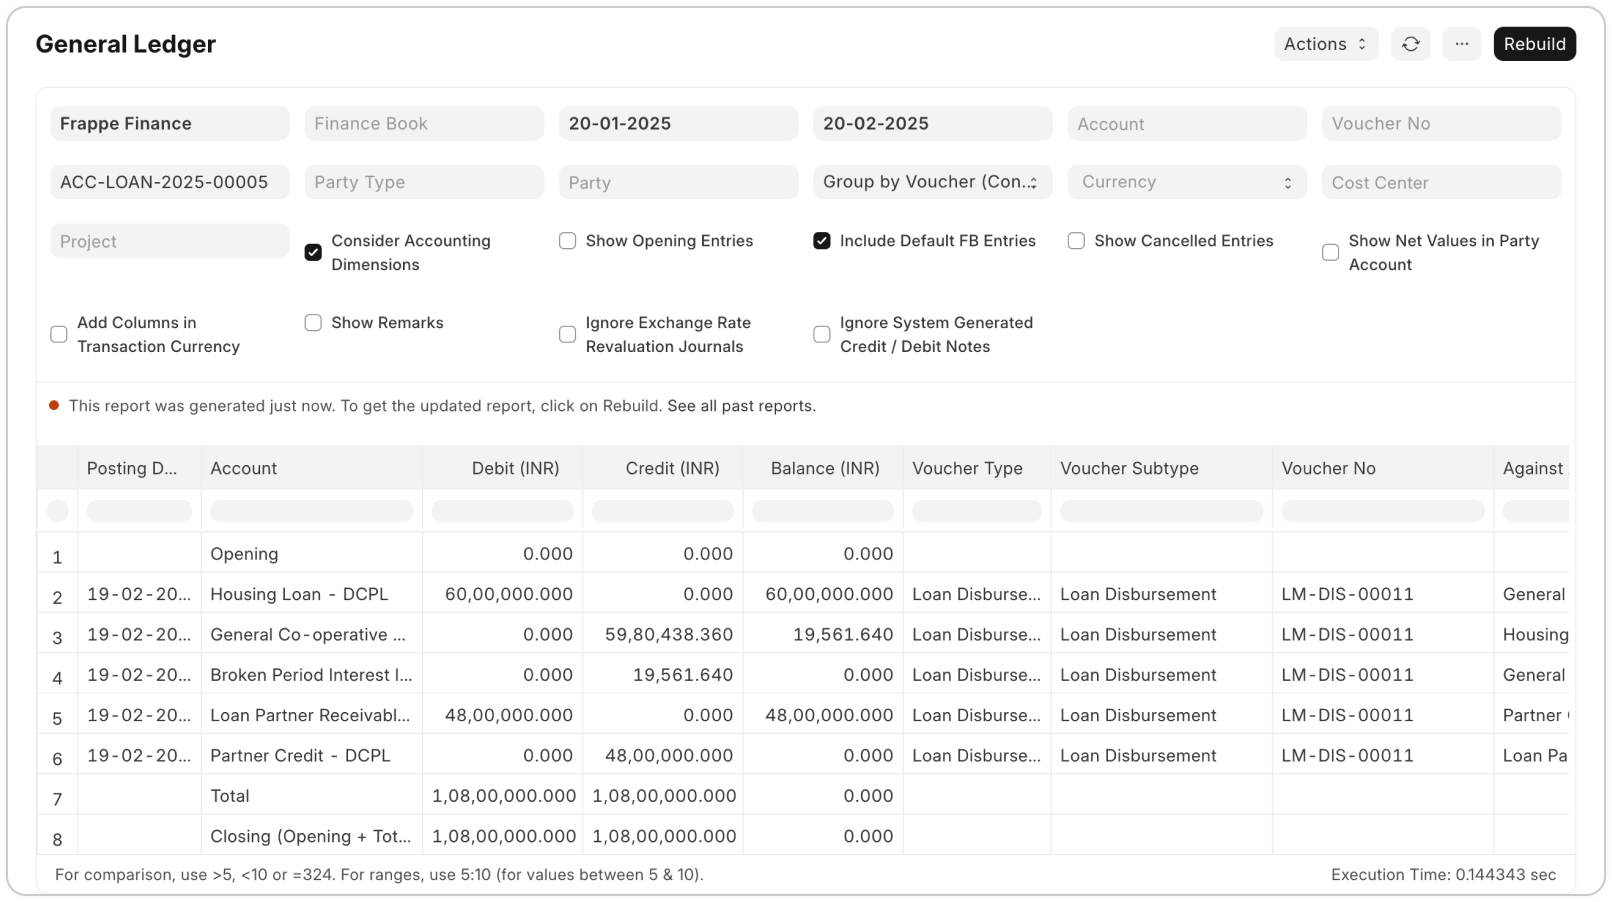 General Ledger
Actions
...
Rebuild
Frappe Finance
Finance Book
20-01-2025
20-02-2025
Account
Voucher No
ACC-LOAN-2025-00005
Party Type
Party
Group by Voucher (Con...
Currency
Cost Center
Project
Consider Accounting
Dimensions
Show Opening Entries
Include Default FB Entries
Show Cancelled Entries
Show Net Values in Party
Account
Add Columns in
Transaction Currency
Show Remarks
Ignore Exchange Rate
Revaluation Journals
Ignore System Generated
Credit / Debit Notes
This report was generated just now. To get the updated report, click on Rebuild. See all past reports.
Posting D... Account Debit (INR) Credit (INR) Balance (INR) Voucher Type Voucher Subtype Voucher No Against
1 Opening 0.000 0.000 0.000
2 19-02-20... Housing Loan - DCPL 60,00,000.000 0.000 60,00,000.000 Loan Disburse... Loan Disbursement LM-DIS-00011 General
3 19-02-20... General Co-operative ... 0.000 59,80,438.360 19,561.640 Loan Disburse... Loan Disbursement LM-DIS-00011 Housing
4 19-02-20... Broken Period Interest I... 0.000 19,561.640 0.000 Loan Disburse... Loan Disbursement LM-DIS-00011 General
5 19-02-20... Loan Partner Receivabl... 48,00,000.000 0.000 48,00,000.000 Loan Disburse... Loan Disbursement LM-DIS-00011 Partner
6 19-02-20... Partner Credit - DCPL 0.000 48,00,000.000 0.000 Loan Disburse... Loan Disbursement LM-DIS-00011 Loan Pa
7 Total 1,08,00,000.000 1,08,00,000.000 0.000
8 Closing (Opening + Tot... 1,08,00,000.000 1,08,00,000.000 0.000
For comparison, use >5, <10 or =324. For ranges, use 5:10 (for values between 5 & 10).
Execution Time: 0.144343 sec